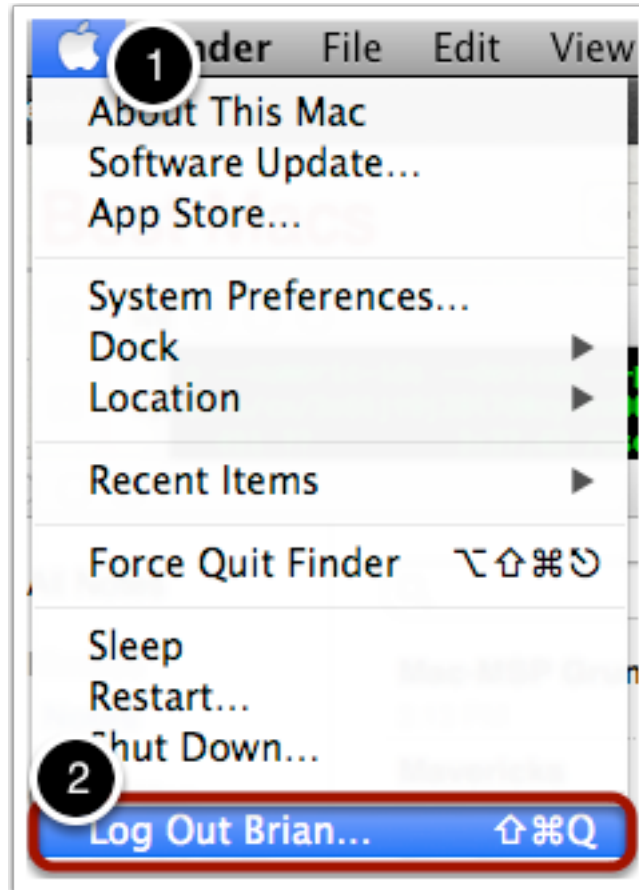 1
nder File Edit View
About This Mac
Software Update...
App Store...
System Preferences...
Dock ▶
Location ▶
Recent Items ▶
Force Quit Finder ⌥⇧⌘⎋
Sleep
Restart...
Shut Down...
2
Log Out Brian... ⇧⌘Q